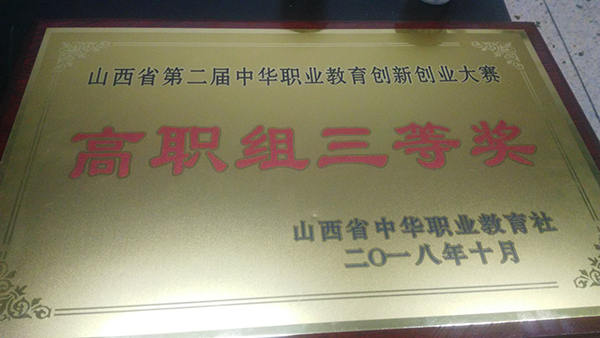 山西省第二届中华职业教育创新创业大赛
高职组三等奖
山西省中华职业教育社
二〇一八年十月